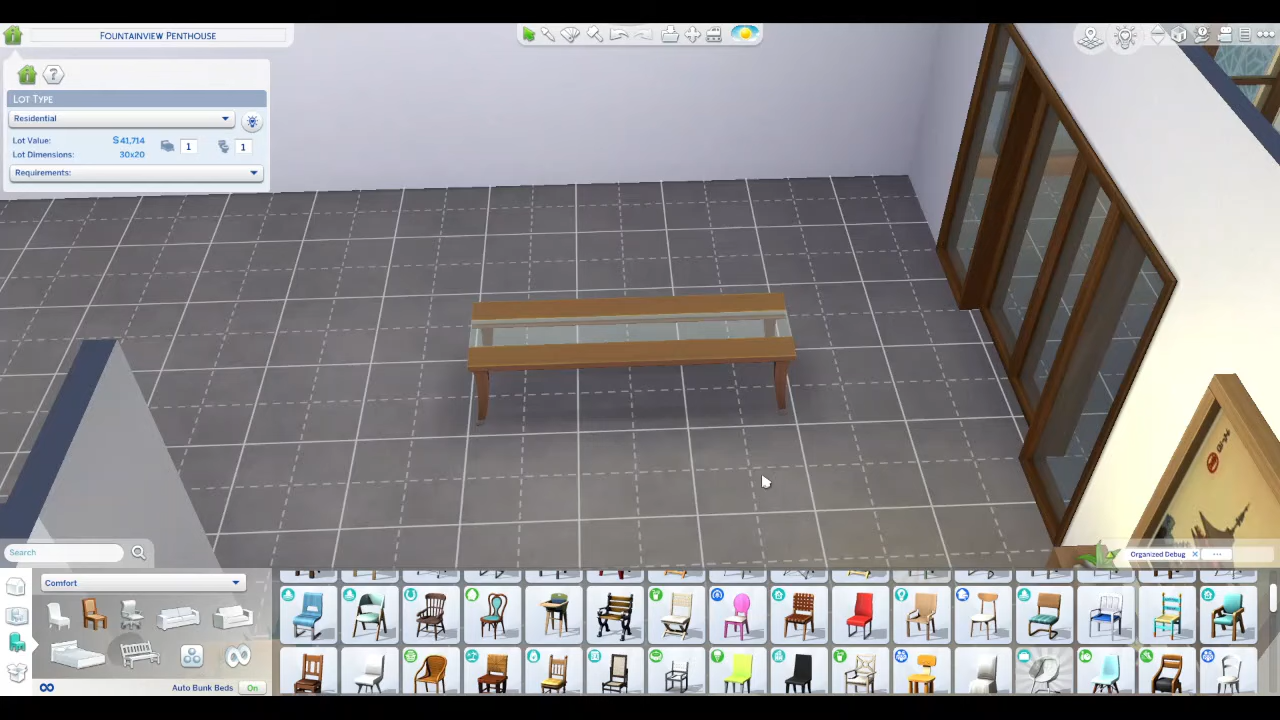 FOUNTAINVIEW PENTHOUSE
LOT TYPE
Residential
Lot Value: §41,714 1 1
Lot Dimensions: 30x20
Requirements:
Search
Organized Debug
Comfort
Auto Bunk Beds On